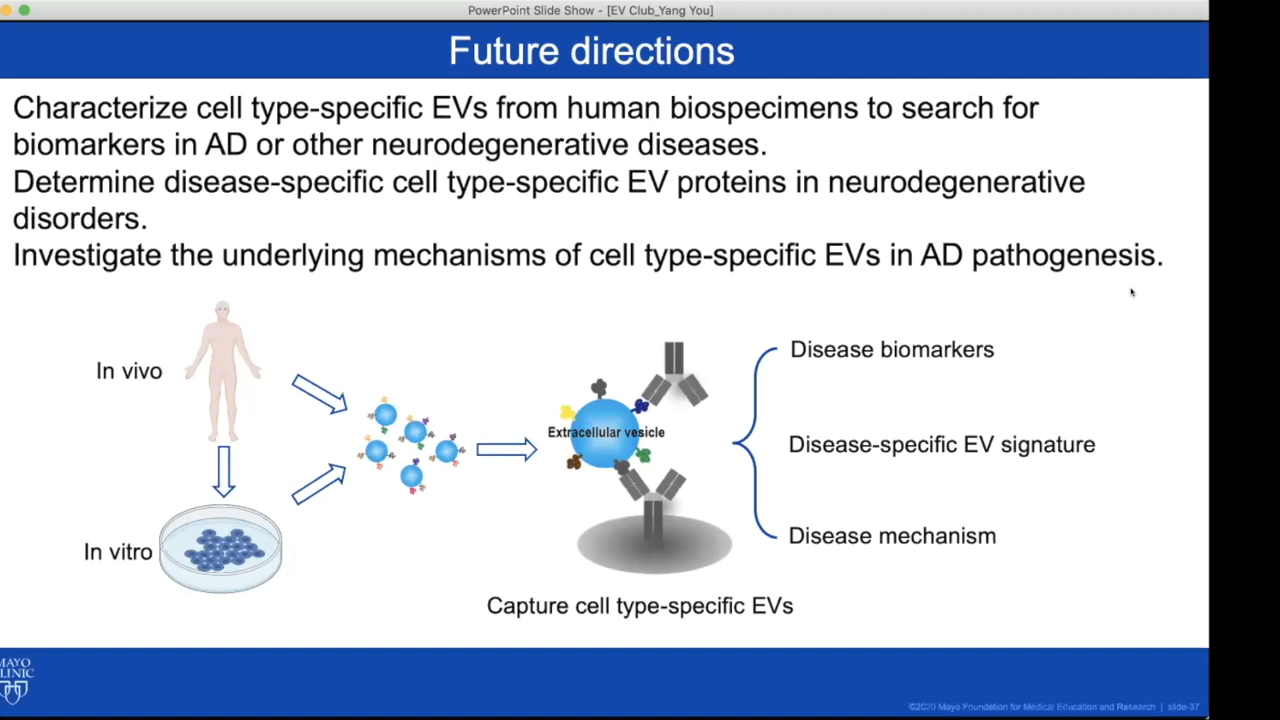 PowerPoint Slide Show - [EV Club_Yang You]
Future directions
Characterize cell type-specific EVs from human biospecimens to search for
biomarkers in AD or other neurodegenerative diseases.
Determine disease-specific cell type-specific EV proteins in neurodegenerative
disorders.
Investigate the underlying mechanisms of cell type-specific EVs in AD pathogenesis.
In vivo
In vitro
Extracellular vesicle
Capture cell type-specific EVs
Disease biomarkers
Disease-specific EV signature
Disease mechanism
MAYO
CLINIC
©2020 Mayo Foundation for Medical Education and Research | slide-37